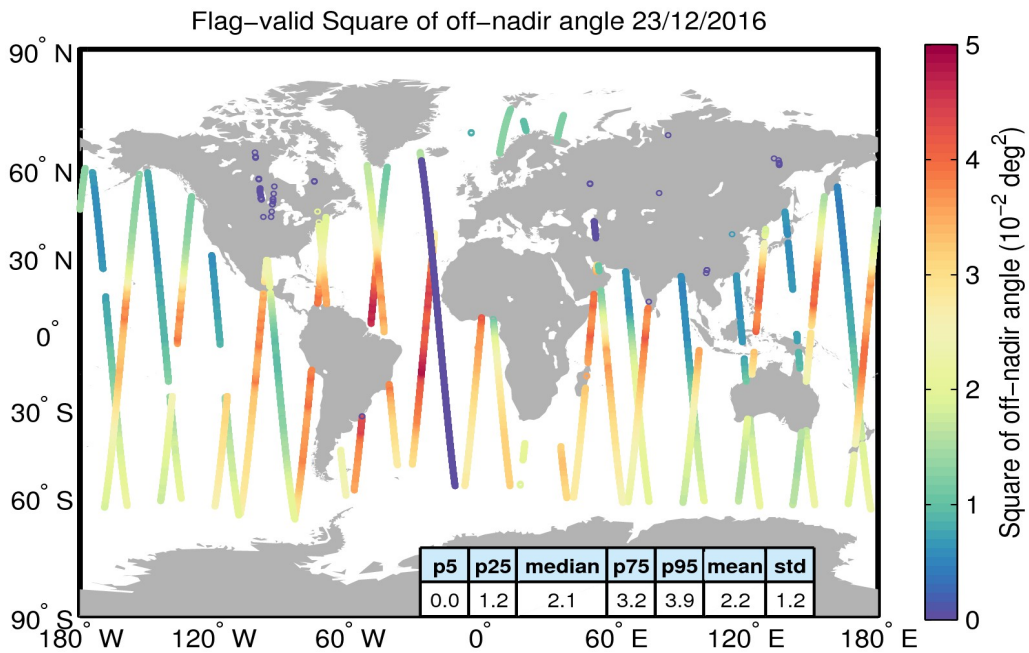 Flag-valid Square of off-nadir angle 23/12/2016
90° N
60° N
30° N
0°
30° S
60° S
90° S
180° W
120° W
60° W
0°
60° E
120° E
180° E
p5 p25 median p75 p95 mean std
0.0 1.2 2.1 3.2 3.9 2.2 1.2
5
4
3
2
1
0
Square of off-nadir angle (10⁻² deg²)